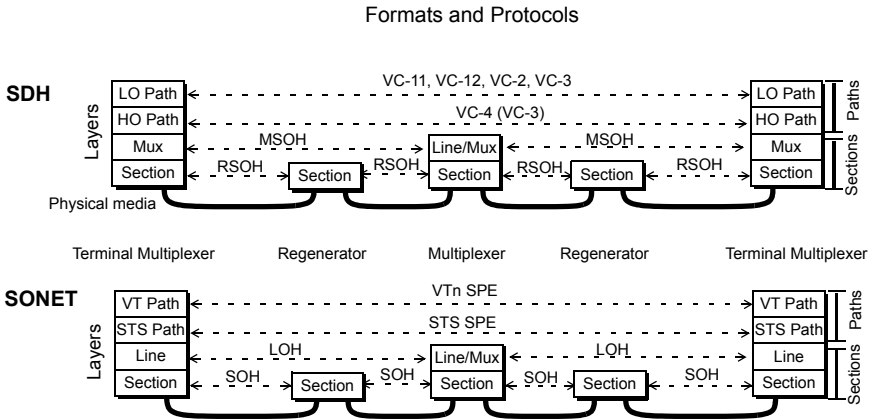 Formats and Protocols
SDH
Layers
LO Path
HO Path
Mux
Section
VC-11, VC-12, VC-2, VC-3
VC-4 (VC-3)
MSOH
Line/Mux
MSOH
RSOH
Section
RSOH
Section
RSOH
Section
RSOH
LO Path
HO Path
Mux
Section
Paths
Sections
Physical media
Terminal Multiplexer
Regenerator
Multiplexer
Regenerator
Terminal Multiplexer
SONET
Layers
VT Path
STS Path
Line
Section
VTn SPE
STS SPE
LOH
Line/Mux
LOH
SOH
Section
SOH
Section
SOH
Section
SOH
VT Path
STS Path
Line
Section
Paths
Sections